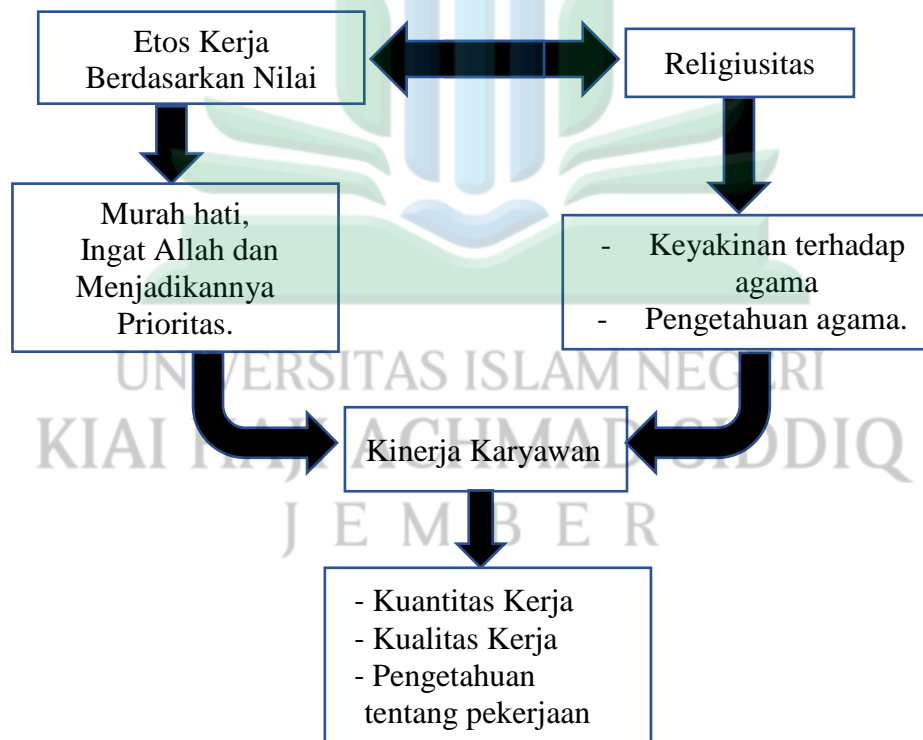 Etos Kerja
Berdasarkan Nilai
Religiusitas
Murah hati,
Ingat Allah dan
Menjadikannya
Prioritas.
- Keyakinan terhadap
agama
- Pengetahuan agama.
UNIVERSITAS ISLAM NEGERI
KIAI HAJI ACHMAD SIDDIQ
JEMBER
Kinerja Karyawan
- Kuantitas Kerja
- Kualitas Kerja
- Pengetahuan
tentang pekerjaan